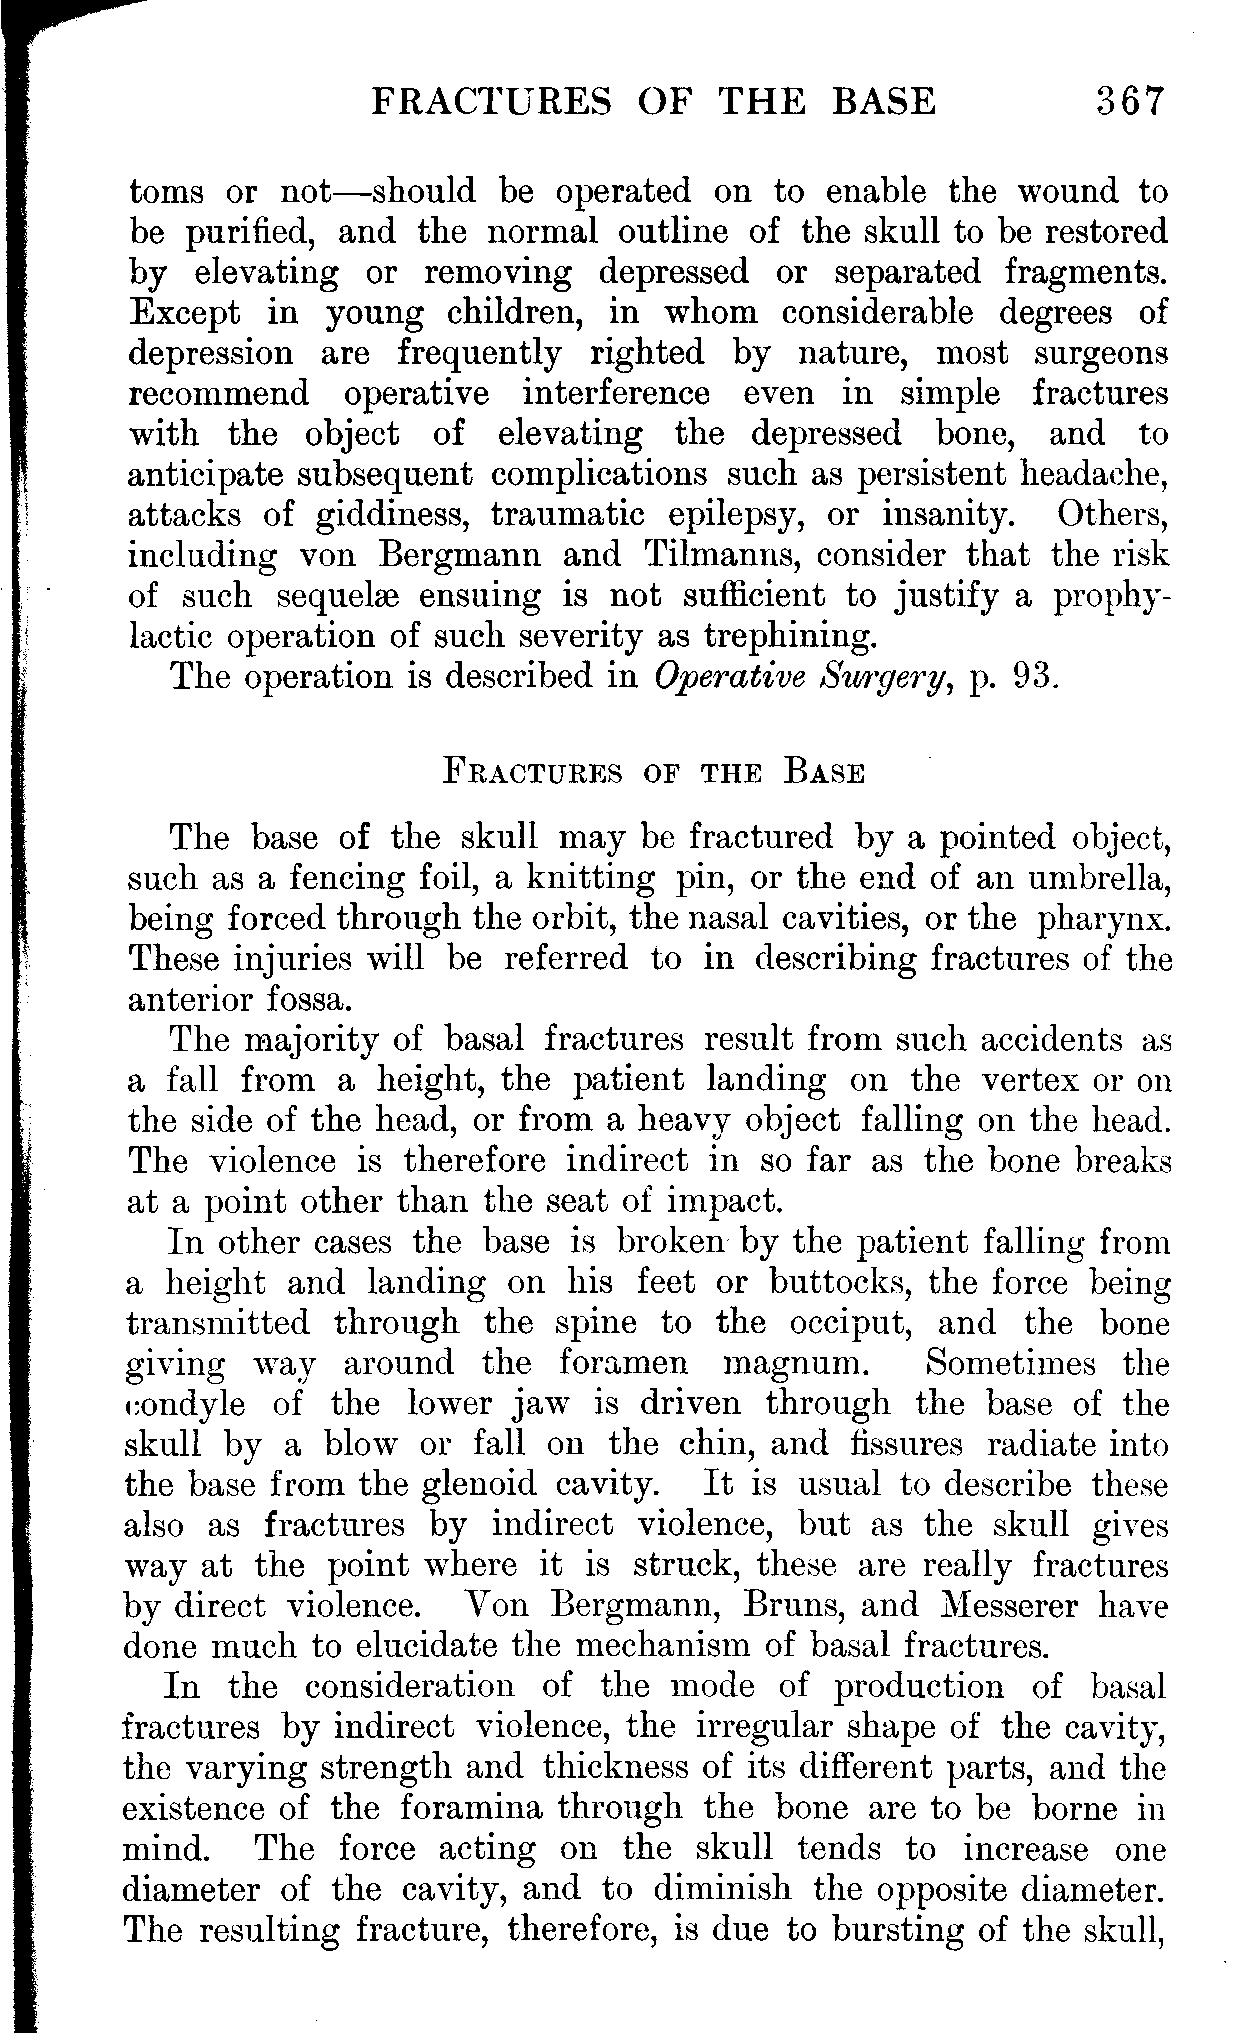 FRACTURES OF THE BASE 367
toms or not—should be operated on to enable the wound to
be purified, and the normal outline of the skull to be restored
by elevating or removing depressed or separated fragments.
Except in young children, in whom considerable degrees of
depression are frequently righted by nature, most surgeons
recommend operative interference even in simple fractures
with the object of elevating the depressed bone, and to
anticipate subsequent complications such as persistent headache,
attacks of giddiness, traumatic epilepsy, or insanity. Others,
including von Bergmann and Tilmanns, consider that the risk
of such sequelæ ensuing is not sufficient to justify a prophy-
lactic operation of such severity as trephining.
The operation is described in Operative Surgery, p. 93.
FRACTURES OF THE BASE
The base of the skull may be fractured by a pointed object,
such as a fencing foil, a knitting pin, or the end of an umbrella,
being forced through the orbit, the nasal cavities, or the pharynx.
These injuries will be referred to in describing fractures of the
anterior fossa.
The majority of basal fractures result from such accidents as
a fall from a height, the patient landing on the vertex or on
the side of the head, or from a heavy object falling on the head.
The violence is therefore indirect in so far as the bone breaks
at a point other than the seat of impact.
In other cases the base is broken by the patient falling from
a height and landing on his feet or buttocks, the force being
transmitted through the spine to the occiput, and the bone
giving way around the foramen magnum. Sometimes the
condyle of the lower jaw is driven through the base of the
skull by a blow or fall on the chin, and fissures radiate into
the base from the glenoid cavity. It is usual to describe these
also as fractures by indirect violence, but as the skull gives
way at the point where it is struck, these are really fractures
by direct violence. Von Bergmann, Bruns, and Messerer have
done much to elucidate the mechanism of basal fractures.
In the consideration of the mode of production of basal
fractures by indirect violence, the irregular shape of the cavity,
the varying strength and thickness of its different parts, and the
existence of the foramina through the bone are to be borne in
mind. The force acting on the skull tends to increase one
diameter of the cavity, and to diminish the opposite diameter.
The resulting fracture, therefore, is due to bursting of the skull,